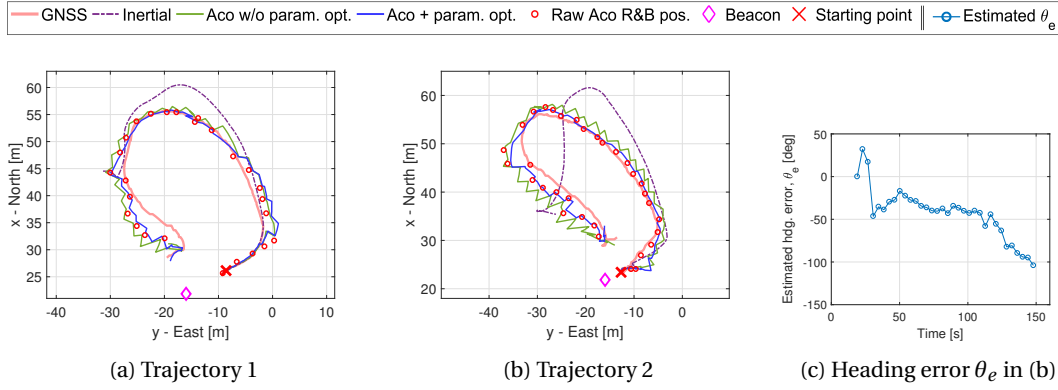 GNSS Inertial Aco w/o param. opt. Aco + param. opt. Raw Aco R&B pos. Beacon Starting point Estimated θ_e
60
55
50
45
40
35
30
25
x - North [m]
-40 -30 -20 -10 0 10
y - East [m]
(a) Trajectory 1
60
50
40
30
20
x - North [m]
-40 -30 -20 -10 0
y - East [m]
(b) Trajectory 2
50
0
-50
-100
-150
Estimated hdg. error, θ_e [deg]
0 50 100 150
Time [s]
(c) Heading error θ_e in (b)